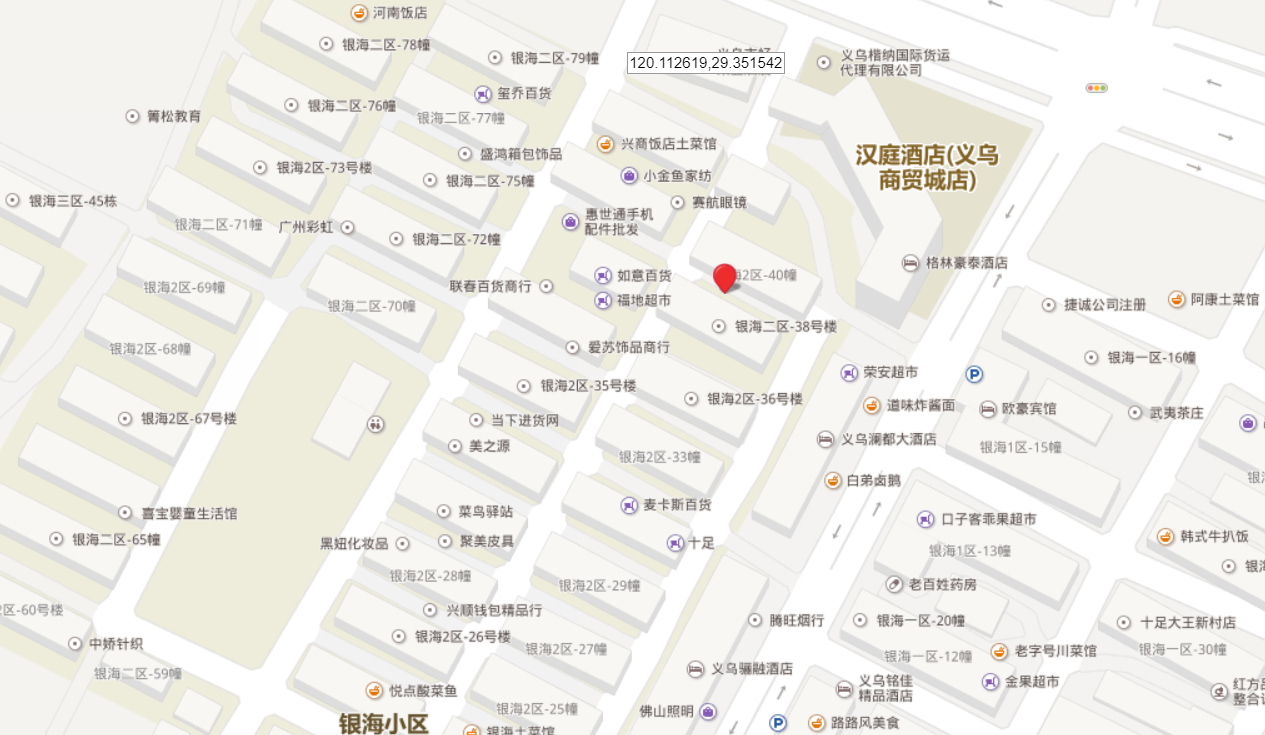 河南饭店
银海二区-78幢
银海二区-79幢
120.112619,29.351542
义乌楷纳国际货运
代理有限公司
玺乔百货
银海二区-76幢
银海二区-77幢
箐松教育
兴商饭店土菜馆
汉庭酒店(义乌
商贸城店)
盛鸿箱包饰品
银海2区-73号楼
银海二区-75幢
小金鱼家纺
银海三区-45栋
赛航眼镜
银海二区-71幢
广州彩虹
惠世通手机
配件批发
银海二区-72幢
格林豪泰酒店
如意百货
海2区-40幢
银海2区-69幢
联春百货商行
福地超市
阿康土菜馆
捷诚公司注册
银海二区-70幢
银海二区-38号楼
银海2区-68幢
爱苏饰品商行
银海一区-16幢
荣安超市
银海2区-35号楼
银海2区-36号楼
道味炸酱面
欧豪宾馆
武夷茶庄
银海2区-67号楼
当下进货网
义乌澜都大酒店
美之源
银海1区-15幢
银海二区-33幢
白弟卤鹅
银海
麦卡斯百货
喜宝婴童生活馆
菜鸟驿站
口子客乖果超市
银海二区-65幢
黑妞化妆品
聚美皮具
十足
韩式牛扒饭
银海1区-13幢
银海
银海2区-28幢
银海2区-29幢
老百姓药房
2区-60号楼
兴顺钱包精品行
腾旺烟行
银海一区-20幢
十足大王新村店
银海2区-26号楼
中娇针织
银海二区-27幢
银海一区-12幢
老字号川菜馆
银海一区-30幢
银海二区-59幢
义乌骊融酒店
义乌铭佳
精品酒店
金果超市
红方
整合
悦点酸菜鱼
银海2区-25幢
佛山照明
银海小区
路路风美食
银海土菜馆